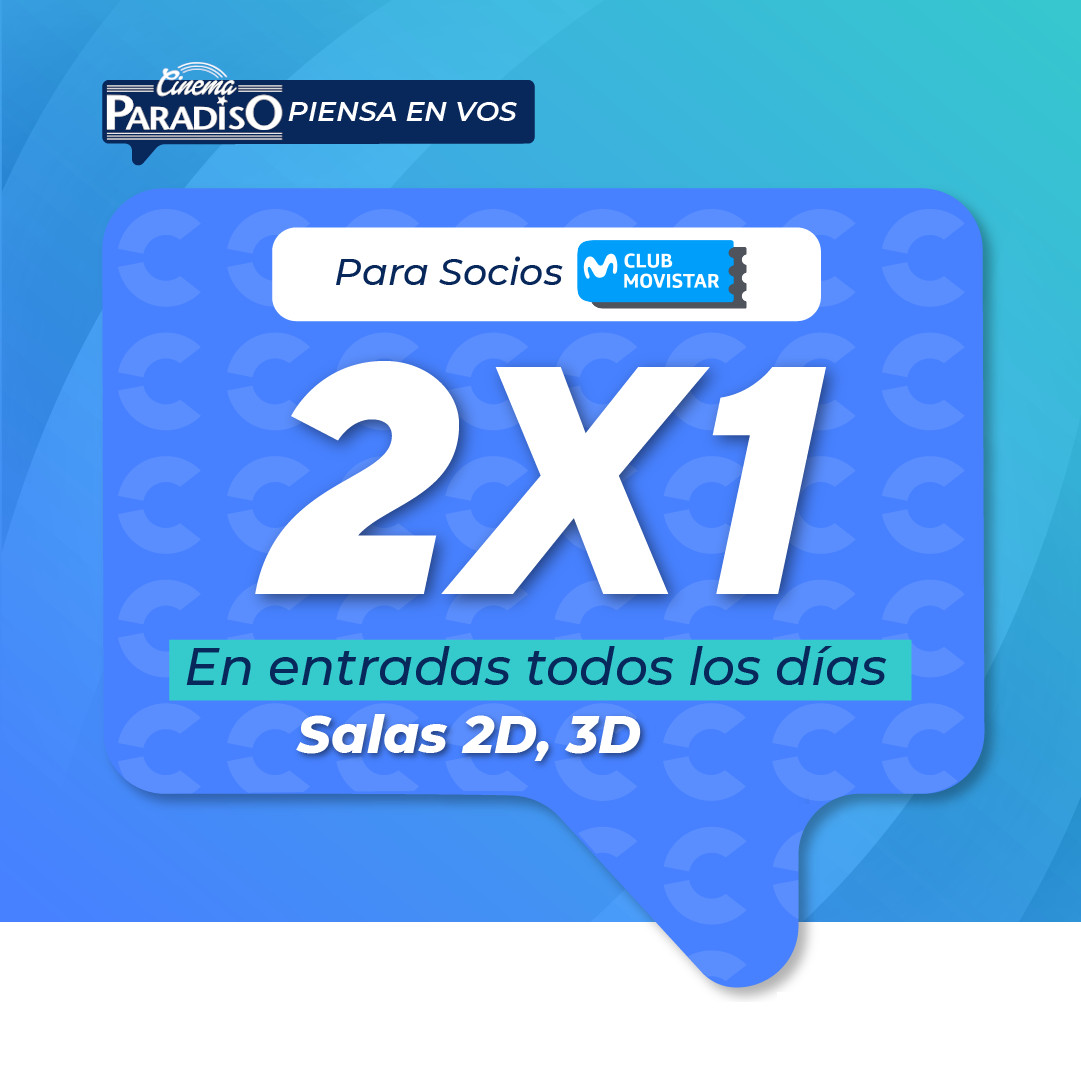 Cinema
PARADISO PIENSA EN VOS
Para Socios CLUB
MOVISTAR
2X1
En entradas todos los días
Salas 2D, 3D